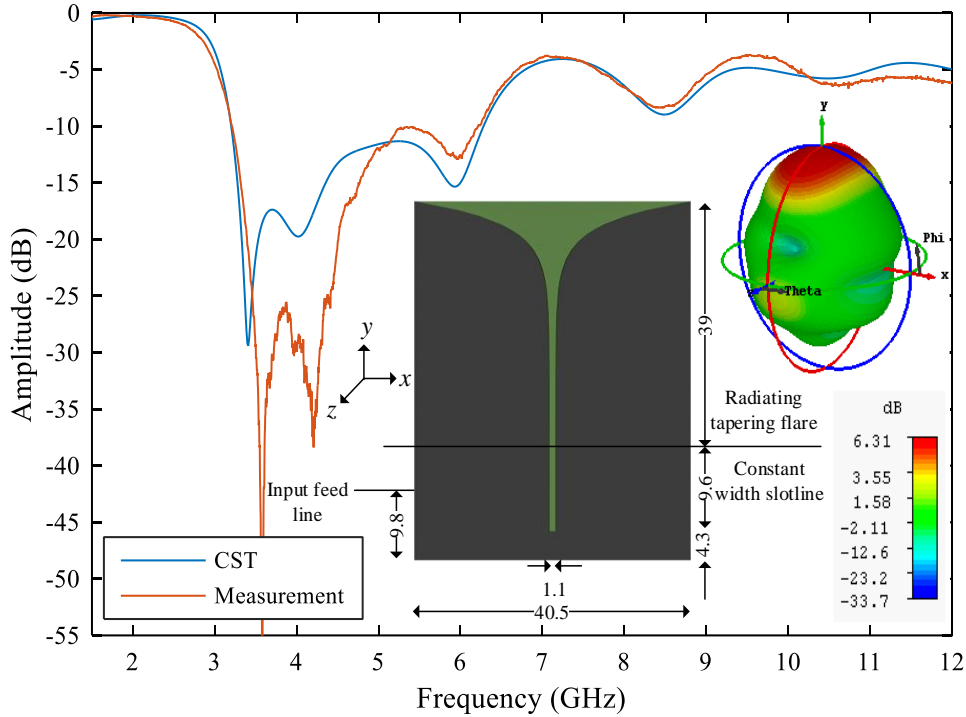 0
-5
-10
-15
-20
-25
-30
-35
-40
-45
-50
-55
Amplitude (dB)
2
3
4
5
6
7
8
9
10
11
12
Frequency (GHz)
CST
Measurement
y
x
z
Input feed
line
9.8
1.1
40.5
39
9.6
4.3
Radiating
tapering flare
Constant
width slotline
y
Phi
x
Theta
dB
6.31
3.55
1.58
-2.11
-12.6
-23.2
-33.7